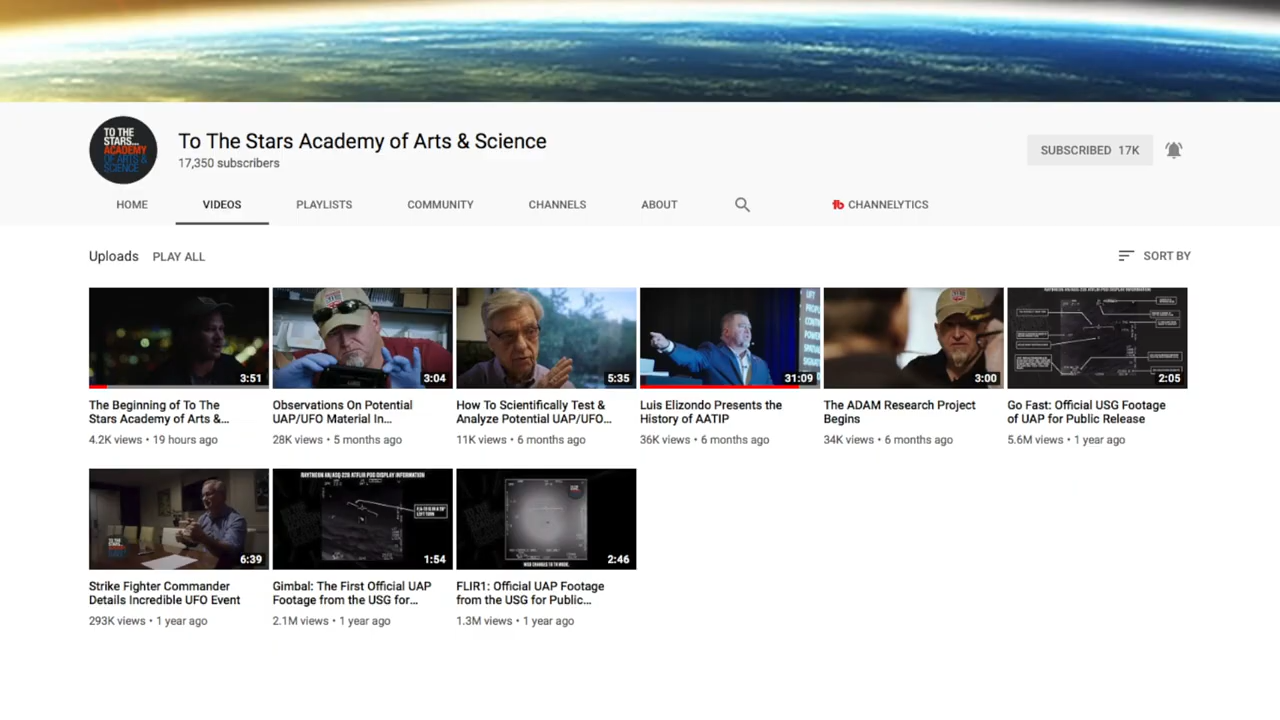 TO THE
STARS...
ACADEMY
OF ARTS &
SCIENCE
To The Stars Academy of Arts & Science
17,350 subscribers
SUBSCRIBED 17K
HOME VIDEOS PLAYLISTS COMMUNITY CHANNELS ABOUT CHANNELYTICS
Uploads PLAY ALL SORT BY
3:51
The Beginning of To The
Stars Academy of Arts &...
4.2K views • 19 hours ago
3:04
Observations On Potential
UAP/UFO Material In...
28K views • 5 months ago
5:35
How To Scientifically Test &
Analyze Potential UAP/UFO...
11K views • 6 months ago
31:09
Luis Elizondo Presents the
History of AATIP
36K views • 6 months ago
3:00
The ADAM Research Project
Begins
34K views • 6 months ago
2:05
Go Fast: Official USG Footage
of UAP for Public Release
5.6M views • 1 year ago
6:39
Strike Fighter Commander
Details Incredible UFO Event
293K views • 1 year ago
RAYTHEON AN/ASQ-228 ATFLIR POD DISPLAY INFORMATION
1:54
Gimbal: The First Official UAP
Footage from the USG for...
2.1M views • 1 year ago
2:46
FLIR1: Official UAP Footage
from the USG for Public...
1.3M views • 1 year ago